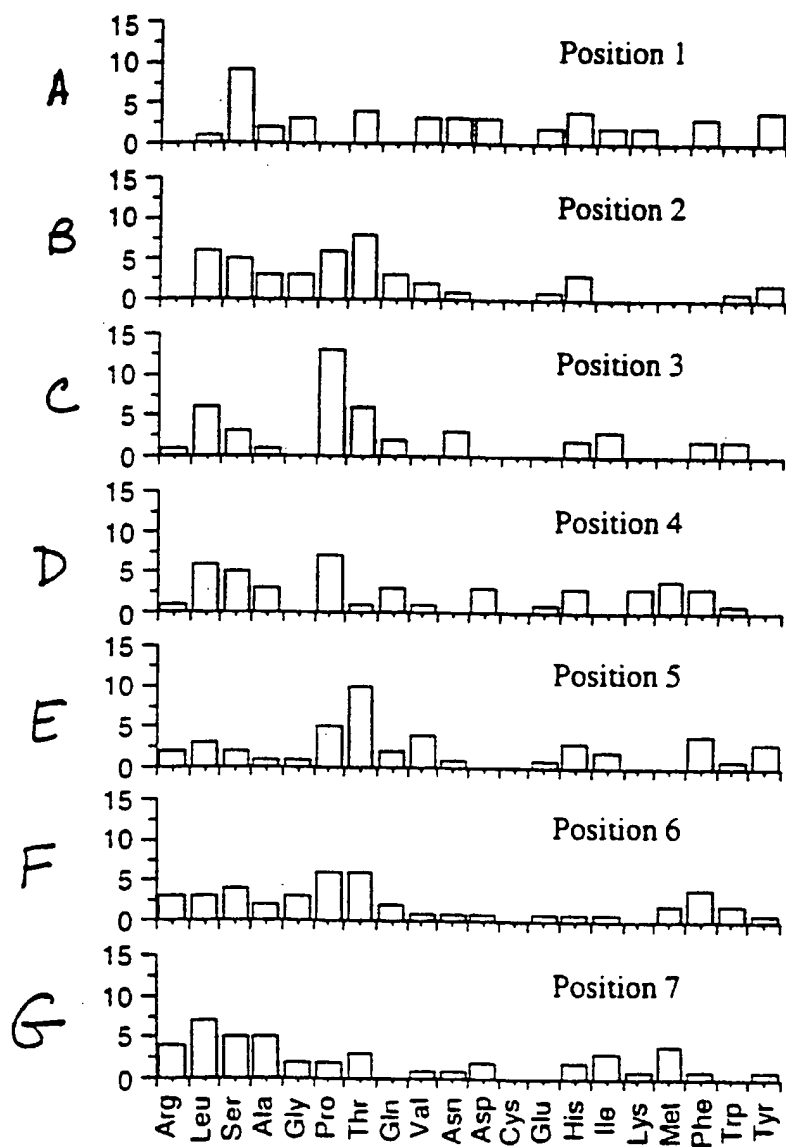 A
15
10
5
0
Position 1
B
15
10
5
0
Position 2
C
15
10
5
0
Position 3
D
15
10
5
0
Position 4
E
15
10
5
0
Position 5
F
15
10
5
0
Position 6
G
15
10
5
0
Position 7
Arg Leu Ser Ala Gly Pro Thr Gln Val Asn Asp Cys Glu His Ile Lys Met Phe Trp Tyr